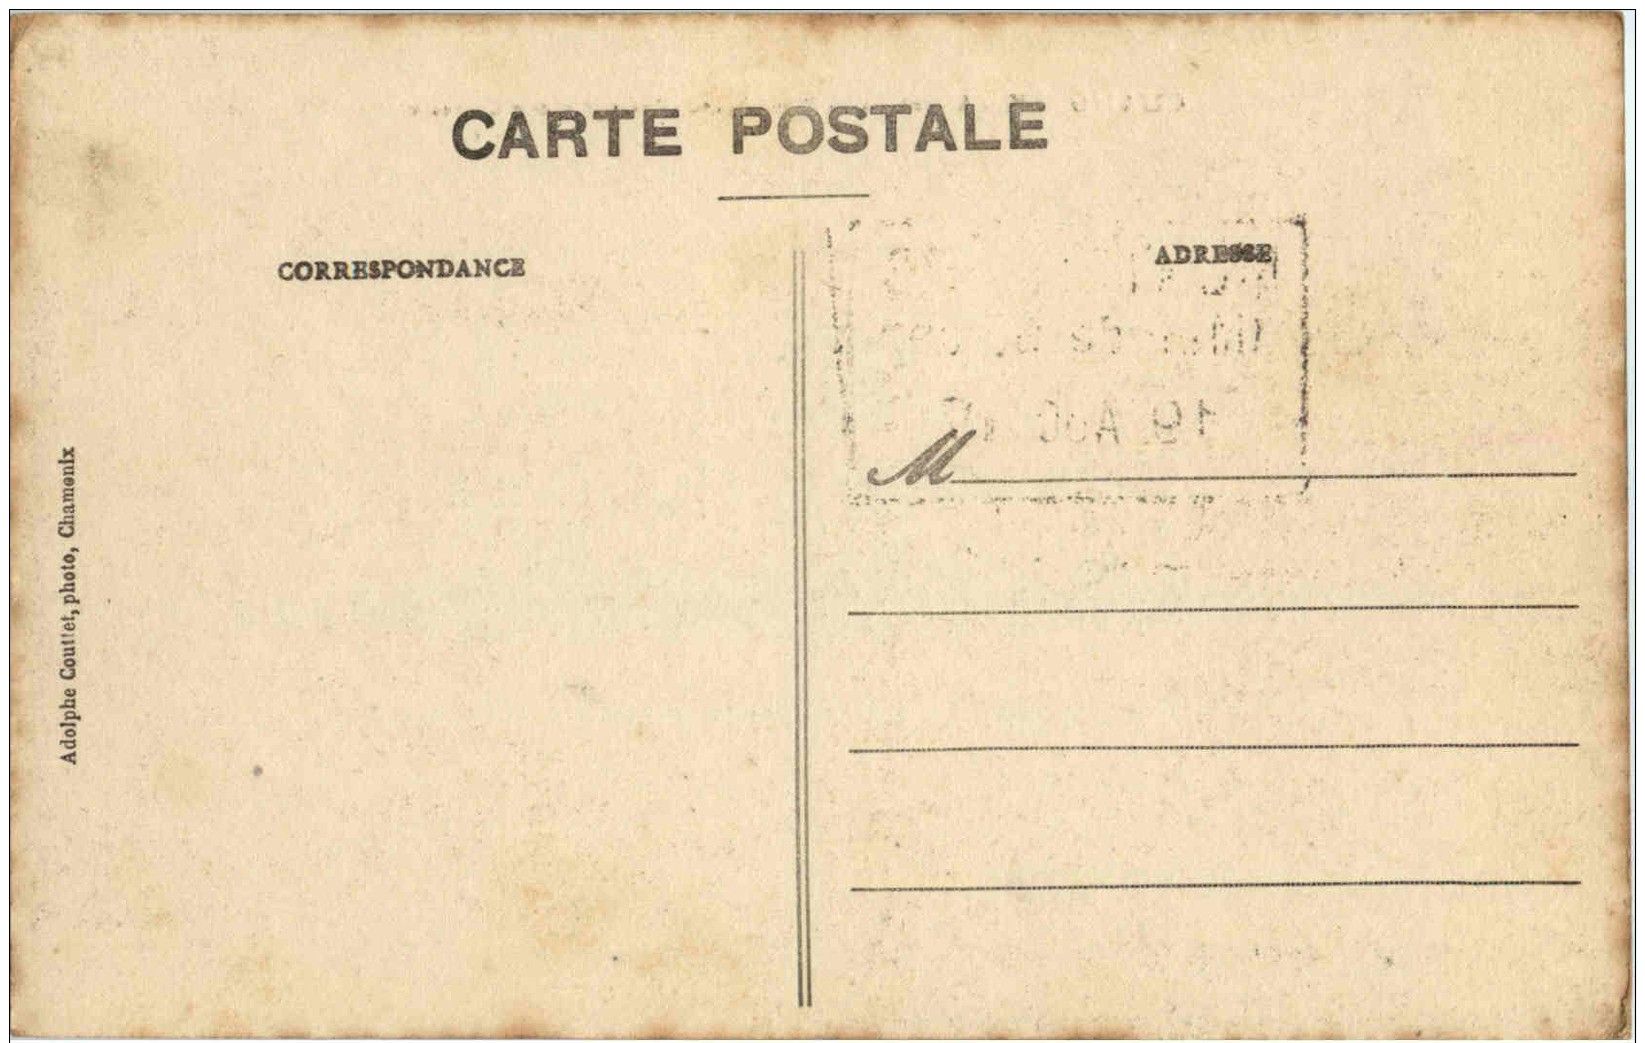 CARTE POSTALE
CORRESPONDANCE
ADRESSE
M
Adolphe Couttet, photo, Chamonix